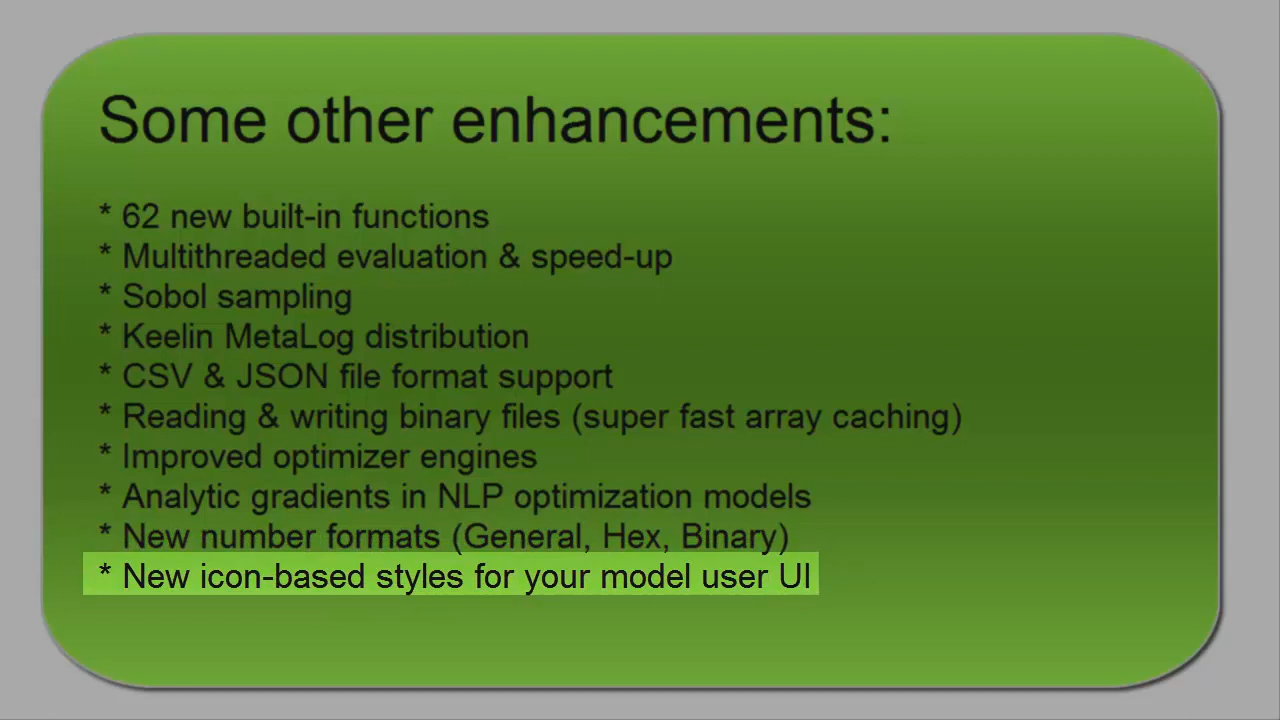 Some other enhancements:
* 62 new built-in functions
* Multithreaded evaluation & speed-up
* Sobol sampling
* Keelin MetaLog distribution
* CSV & JSON file format support
* Reading & writing binary files (super fast array caching)
* Improved optimizer engines
* Analytic gradients in NLP optimization models
* New number formats (General, Hex, Binary)
* New icon-based styles for your model user UI